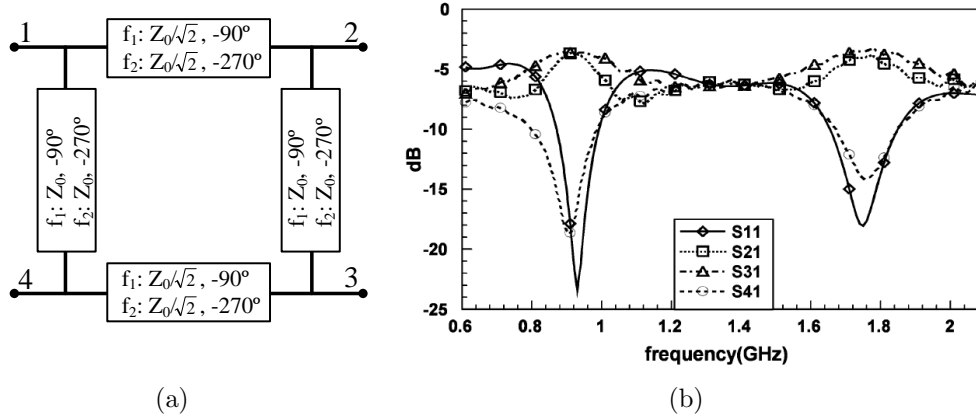 1
f₁: Z₀/√2 , -90º
f₂: Z₀/√2 , -270º
2
f₁: Z₀, -90º
f₂: Z₀, -270º
f₁: Z₀, -90º
f₂: Z₀, -270º
4
f₁: Z₀/√2 , -90º
f₂: Z₀/√2 , -270º
3
(a)
dB
0
-5
-10
-15
-20
-25
S11
S21
S31
S41
0.6 0.8 1 1.2 1.4 1.6 1.8 2
frequency(GHz)
(b)